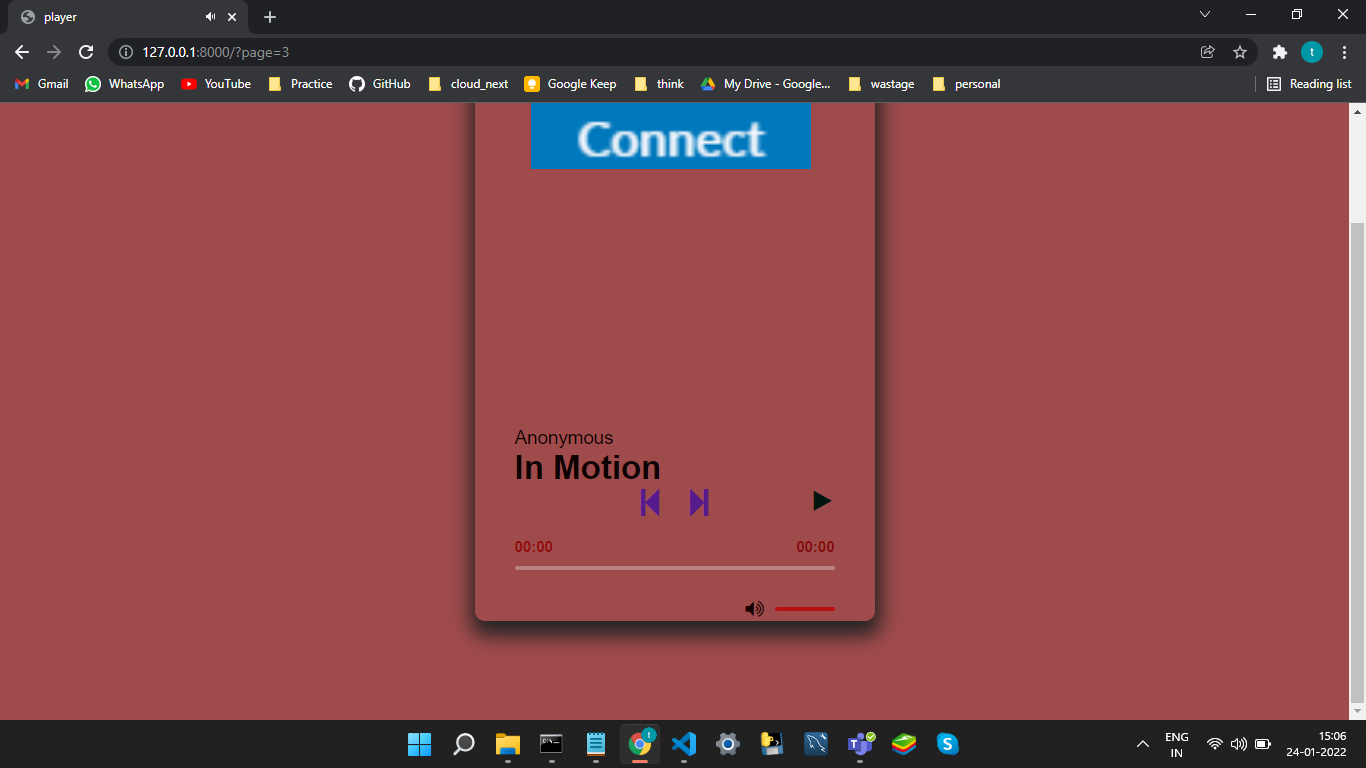 player
127.0.0.1:8000/?page=3
Gmail WhatsApp YouTube Practice GitHub cloud_next Google Keep think My Drive - Google... wastage personal Reading list
Connect
Anonymous
In Motion
00:00 00:00
ENG 15:06
IN 24-01-2022